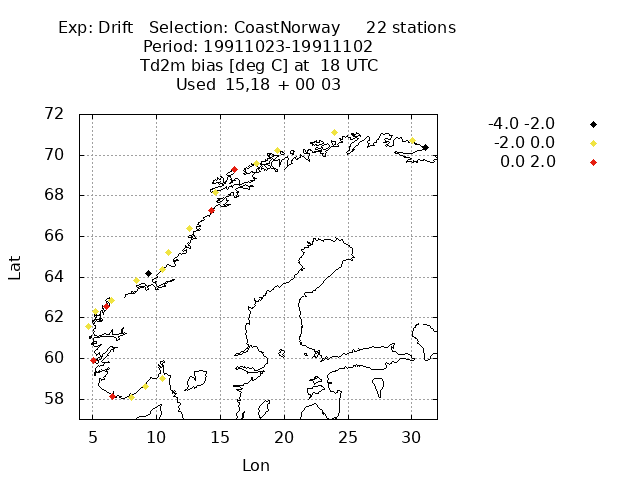 Exp: Drift   Selection: CoastNorway     22 stations
Period: 19911023-19911102
Td2m bias [deg C] at  18 UTC
Used  15,18 + 00 03
-4.0 -2.0
-2.0 0.0
0.0 2.0
72
70
68
66
64
62
60
58
5 10 15 20 25 30
Lat
Lon